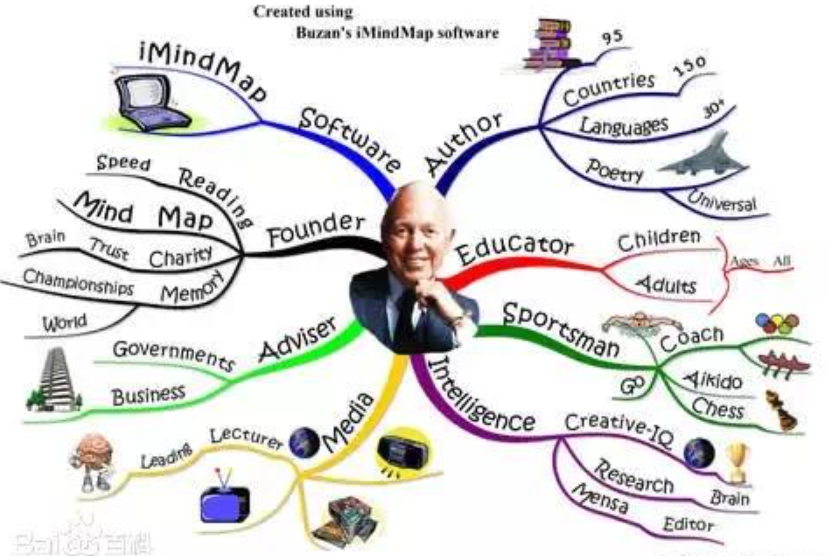 Created using
Buzan's iMindMap software
iMindMap
Software
Author
95
Countries
150
Languages
30+
Poetry
Universal
Speed
Reading
Mind Map
Brain Trust Charity
Championships Memory
World
Founder
Educator
Children
Adults
Ages All
Sportsman
Coach
Aikido
Chess
Go
Adviser
Governments
Business
Media
Lecturer
Leading
Intelligence
Creative-IQ
Research
Brain
Mensa
Editor
Baidu百科